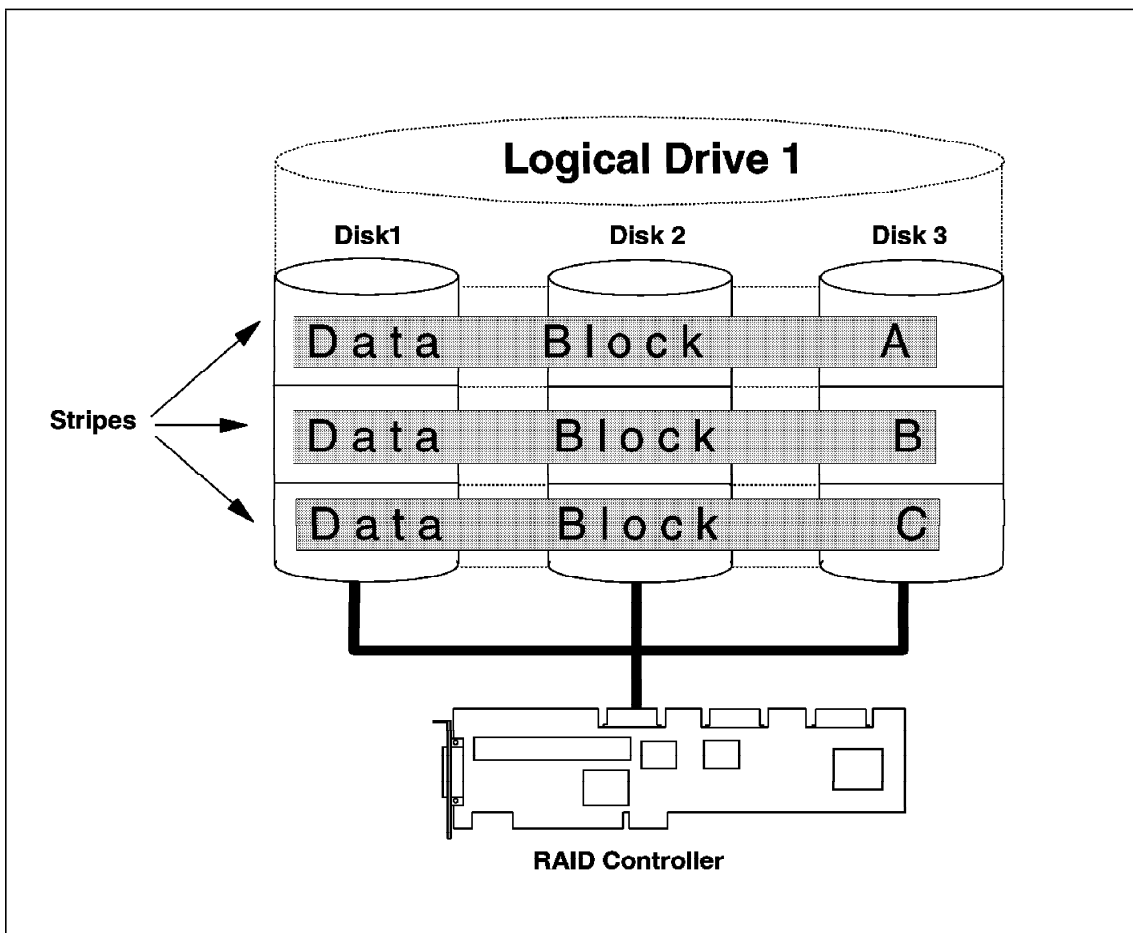 Logical Drive 1
Disk1 Disk 2 Disk 3
Data Block A
Stripes
Data Block B
Data Block C
RAID Controller